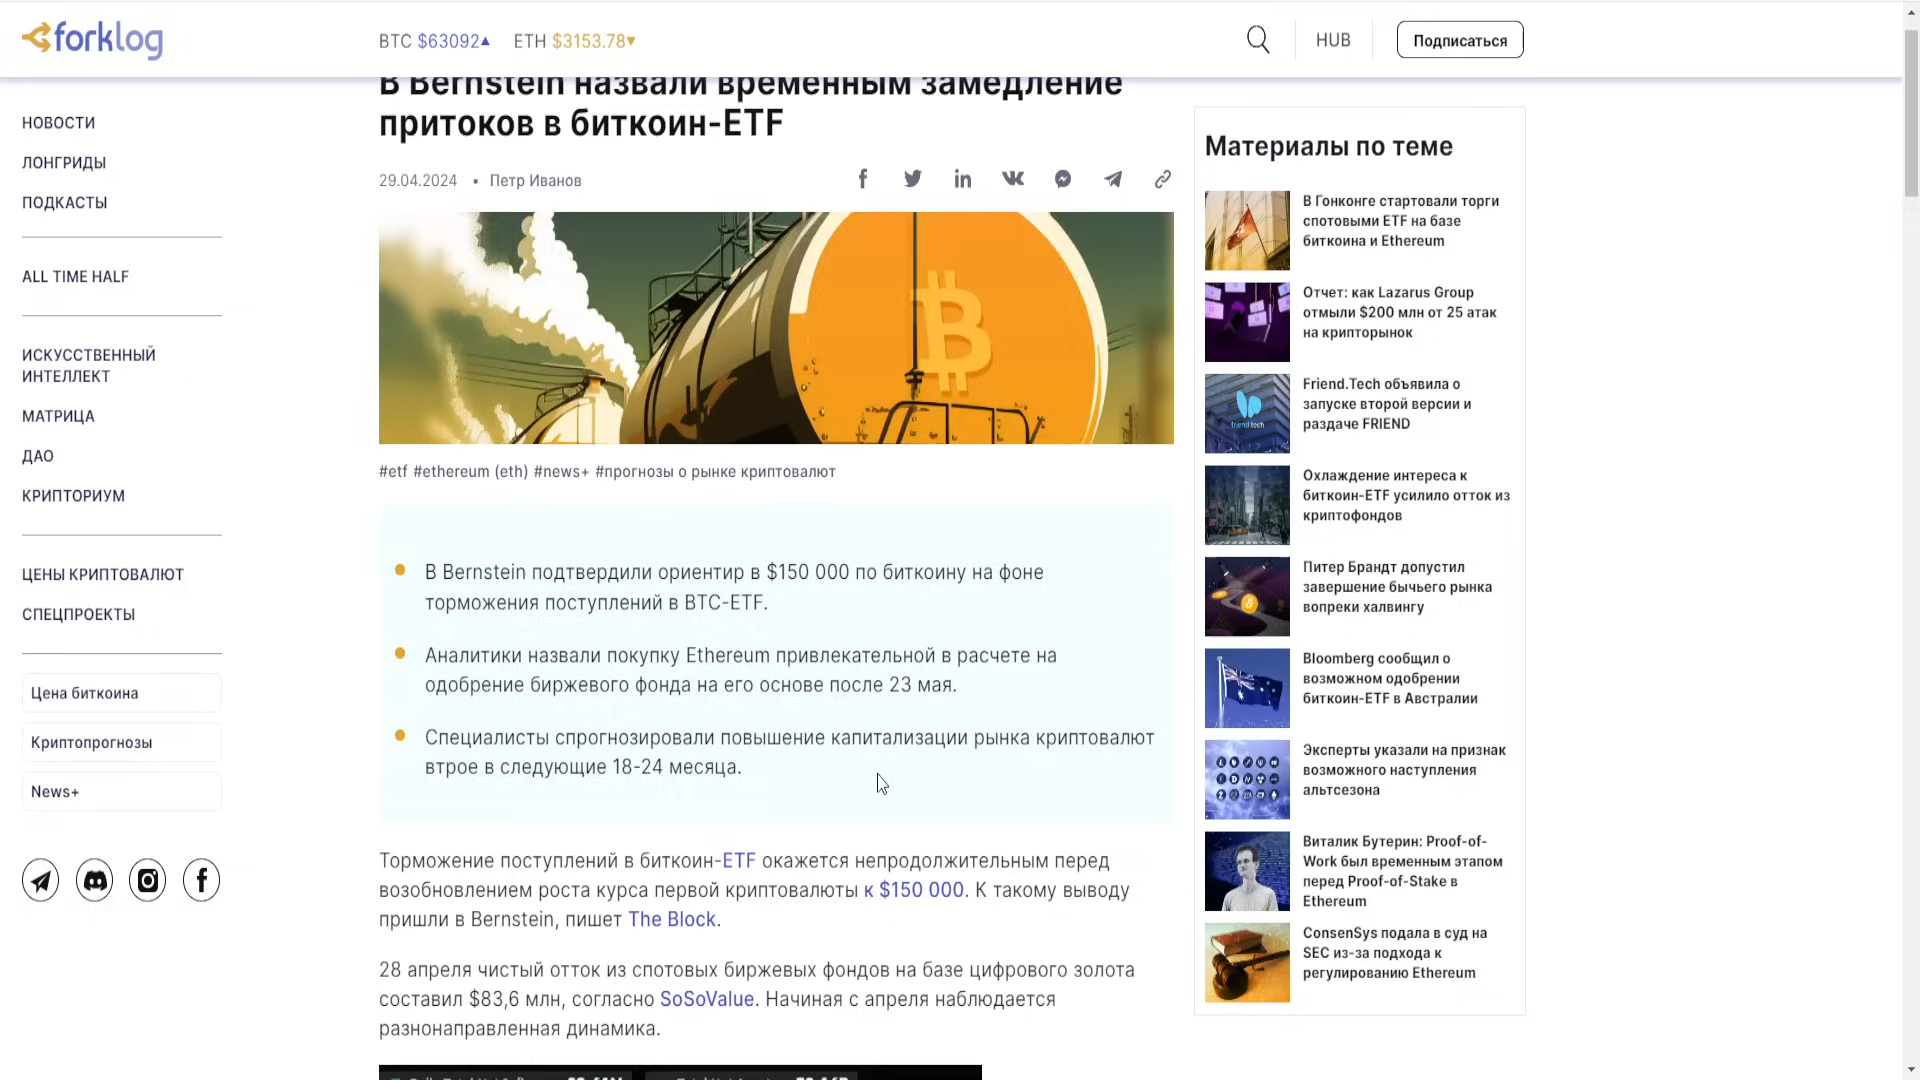 forklog
BTC $63092▲ ETH $3153.78▼
HUB
Подписаться
НОВОСТИ
ЛОНГРИДЫ
ПОДКАСТЫ
ALL TIME HALF
ИСКУССТВЕННЫЙ
ИНТЕЛЛЕКТ
МАТРИЦА
ДАО
КРИПТОРИУМ
ЦЕНЫ КРИПТОВАЛЮТ
СПЕЦПРОЕКТЫ
Цена биткоина
Криптопрогнозы
News+
В Bernstein назвали временным замедление
притоков в биткоин-ETF
29.04.2024 • Петр Иванов
#etf #ethereum (eth) #news+ #прогнозы о рынке криптовалют
В Bernstein подтвердили ориентир в $150 000 по биткоину на фоне
торможения поступлений в BTC-ETF.
Аналитики назвали покупку Ethereum привлекательной в расчете на
одобрение биржевого фонда на его основе после 23 мая.
Специалисты спрогнозировали повышение капитализации рынка криптовалют
втрое в следующие 18-24 месяца.
Торможение поступлений в биткоин-ETF окажется непродолжительным перед
возобновлением роста курса первой криптовалюты к $150 000. К такому выводу
пришли в Bernstein, пишет The Block.
28 апреля чистый отток из спотовых биржевых фондов на базе цифрового золота
составил $83,6 млн, согласно SoSoValue. Начиная с апреля наблюдается
разнонаправленная динамика.
Материалы по теме
В Гонконге стартовали торги
спотовыми ETF на базе
биткоина и Ethereum
Отчет: как Lazarus Group
отмыли $200 млн от 25 атак
на крипторынок
friend.tech
Friend.Tech объявила о
запуске второй версии и
раздаче FRIEND
Охлаждение интереса к
биткоин-ETF усилило отток из
криптофондов
Питер Брандт допустил
завершение бычьего рынка
вопреки халвингу
Bloomberg сообщил о
возможном одобрении
биткоин-ETF в Австралии
Эксперты указали на признак
возможного наступления
альтсезона
Виталик Бутерин: Proof-of-
Work был временным этапом
перед Proof-of-Stake в
Ethereum
ConsenSys подала в суд на
SEC из-за подхода к
регулированию Ethereum